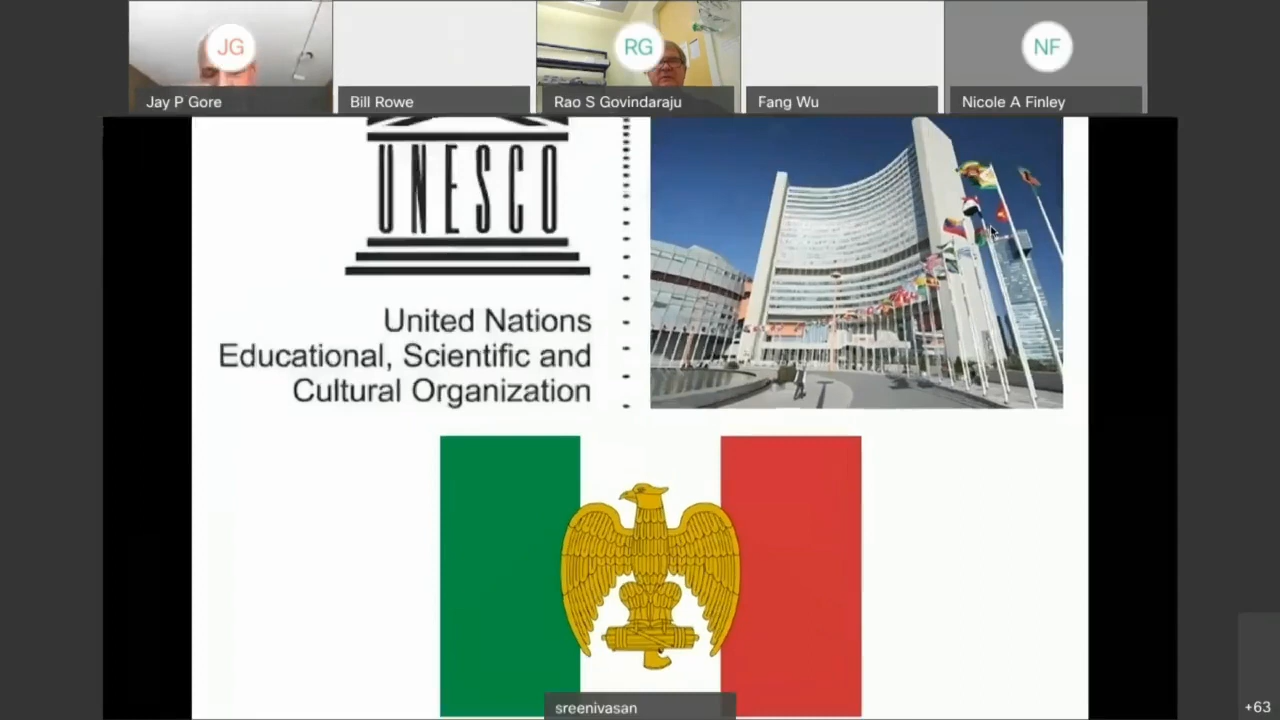 JG
RG
NF
Jay P Gore
Bill Rowe
Rao S Govindaraju
Fang Wu
Nicole A Finley
UNESCO
United Nations
Educational, Scientific and
Cultural Organization
sreenivasan
+63